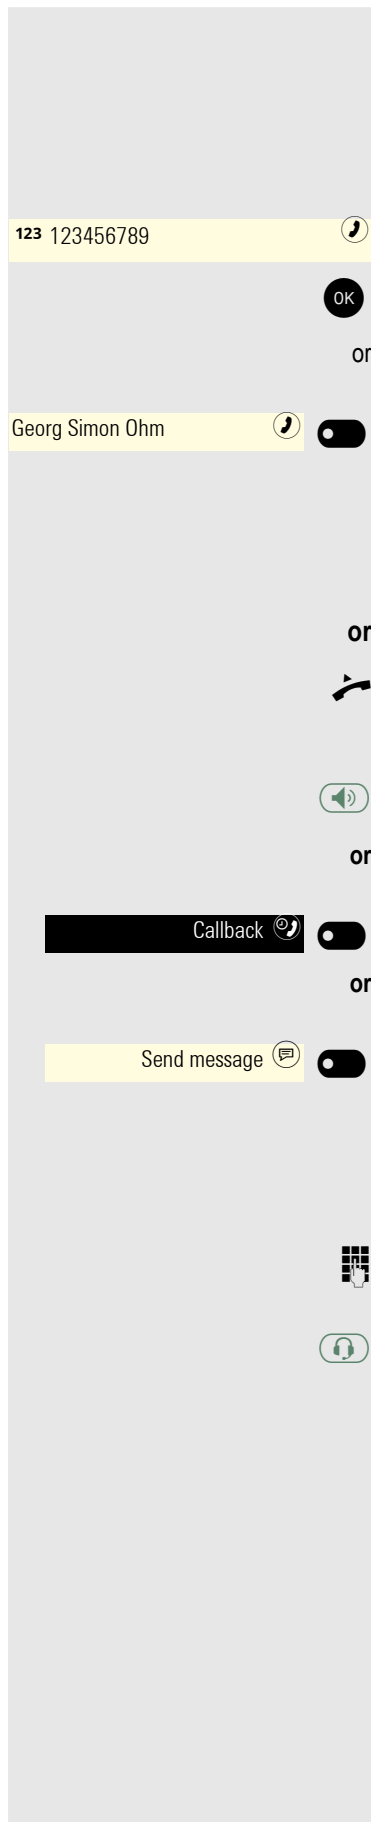 123 123456789
OK
or
Georg Simon Ohm
or
or
Callback
or
Send message